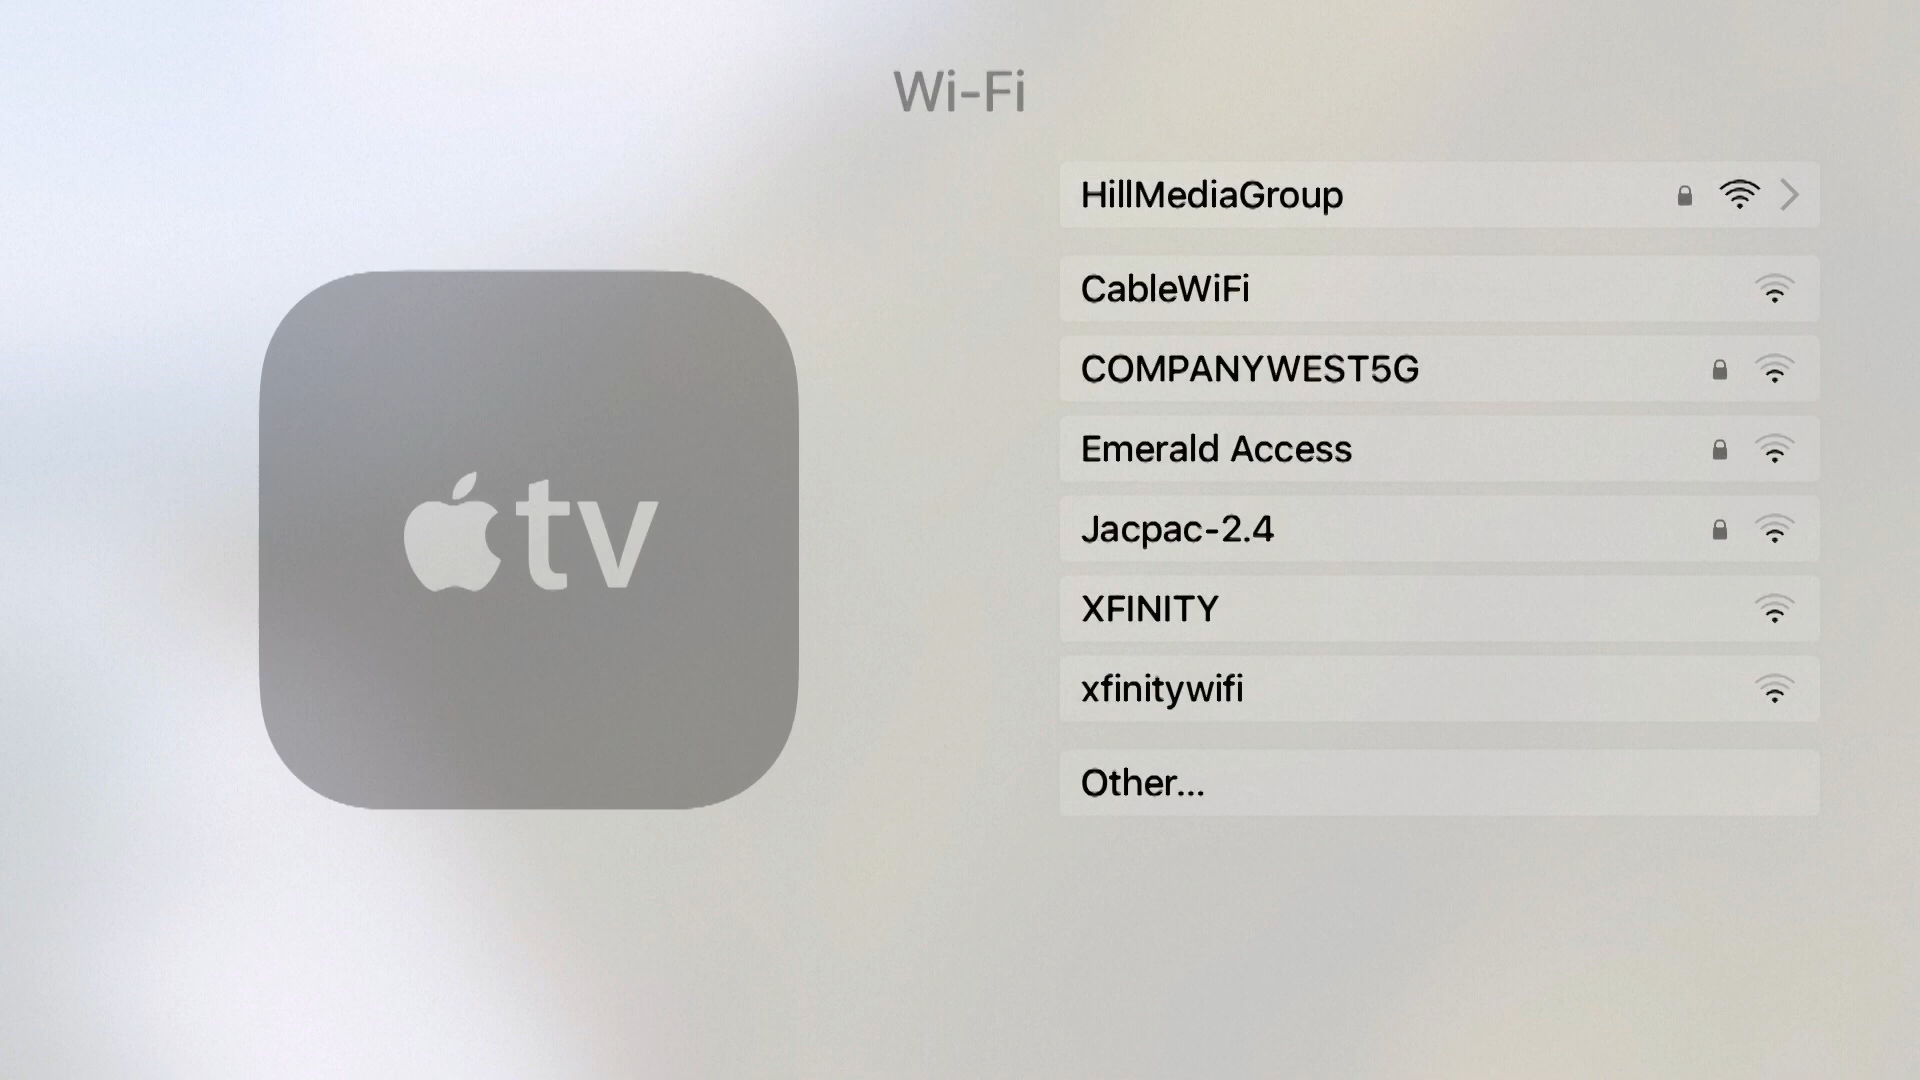 Wi-Fi
HillMediaGroup
CableWiFi
COMPANYWEST5G
Emerald Access
Jacpac-2.4
XFINITY
xfinitywifi
Other...
tv